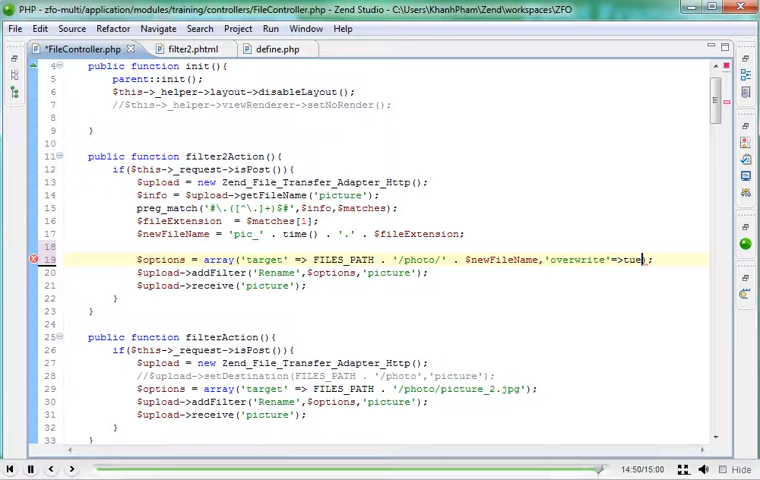 PHP - zfo-multi/application/modules/training/controllers/FileController.php - Zend Studio - C:\Users\KhanhPham\Zend\workspaces\ZFO
File Edit Source Refactor Navigate Search Project Run Window Help
*FileController.php filter2.phtml define.php
4 public function init(){
5 parent::init();
6 $this->_helper->layout->disableLayout();
7 //$this->_helper->viewRenderer->setNoRender();
8
9 }
10
11 public function filter2Action(){
12 if($this->_request->isPost()){
13 $upload = new Zend_File_Transfer_Adapter_Http();
14 $info = $upload->getFileName('picture');
15 preg_match('#\.([^\.]+)$#',$info,$matches);
16 $fileExtension = $matches[1];
17 $newFileName = 'pic_' . time() . '.' . $fileExtension;
18
19 $options = array('target' => FILES_PATH . '/photo/' . $newFileName,'overwrite'=>tue);
20 $upload->addFilter('Rename',$options,'picture');
21 $upload->receive('picture');
22 }
23 }
24
25 public function filterAction(){
26 if($this->_request->isPost()){
27 $upload = new Zend_File_Transfer_Adapter_Http();
28 //$upload->setDestination(FILES_PATH . '/photo','picture');
29 $options = array('target' => FILES_PATH . '/photo/picture_2.jpg');
30 $upload->addFilter('Rename',$options,'picture');
31 $upload->receive('picture');
32 }
33 }
14:50/15:00 Hide